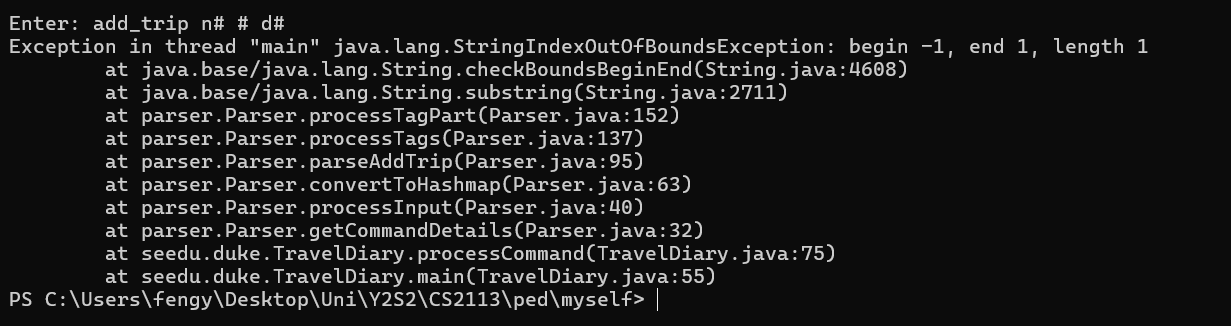 Enter: add_trip n# # d#
Exception in thread "main" java.lang.StringIndexOutOfBoundsException: begin -1, end 1, length 1
        at java.base/java.lang.String.checkBoundsBeginEnd(String.java:4608)
        at java.base/java.lang.String.substring(String.java:2711)
        at parser.Parser.processTagPart(Parser.java:152)
        at parser.Parser.processTags(Parser.java:137)
        at parser.Parser.parseAddTrip(Parser.java:95)
        at parser.Parser.convertToHashmap(Parser.java:63)
        at parser.Parser.processInput(Parser.java:40)
        at parser.Parser.getCommandDetails(Parser.java:32)
        at seedu.duke.TravelDiary.processCommand(TravelDiary.java:75)
        at seedu.duke.TravelDiary.main(TravelDiary.java:55)
PS C:\Users\fengy\Desktop\Uni\Y2S2\CS2113\ped\myself>